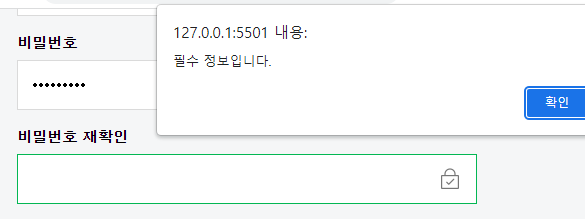 127.0.0.1:5501 내용:
필수 정보입니다.
확인
비밀번호
•••••••••
비밀번호 재확인